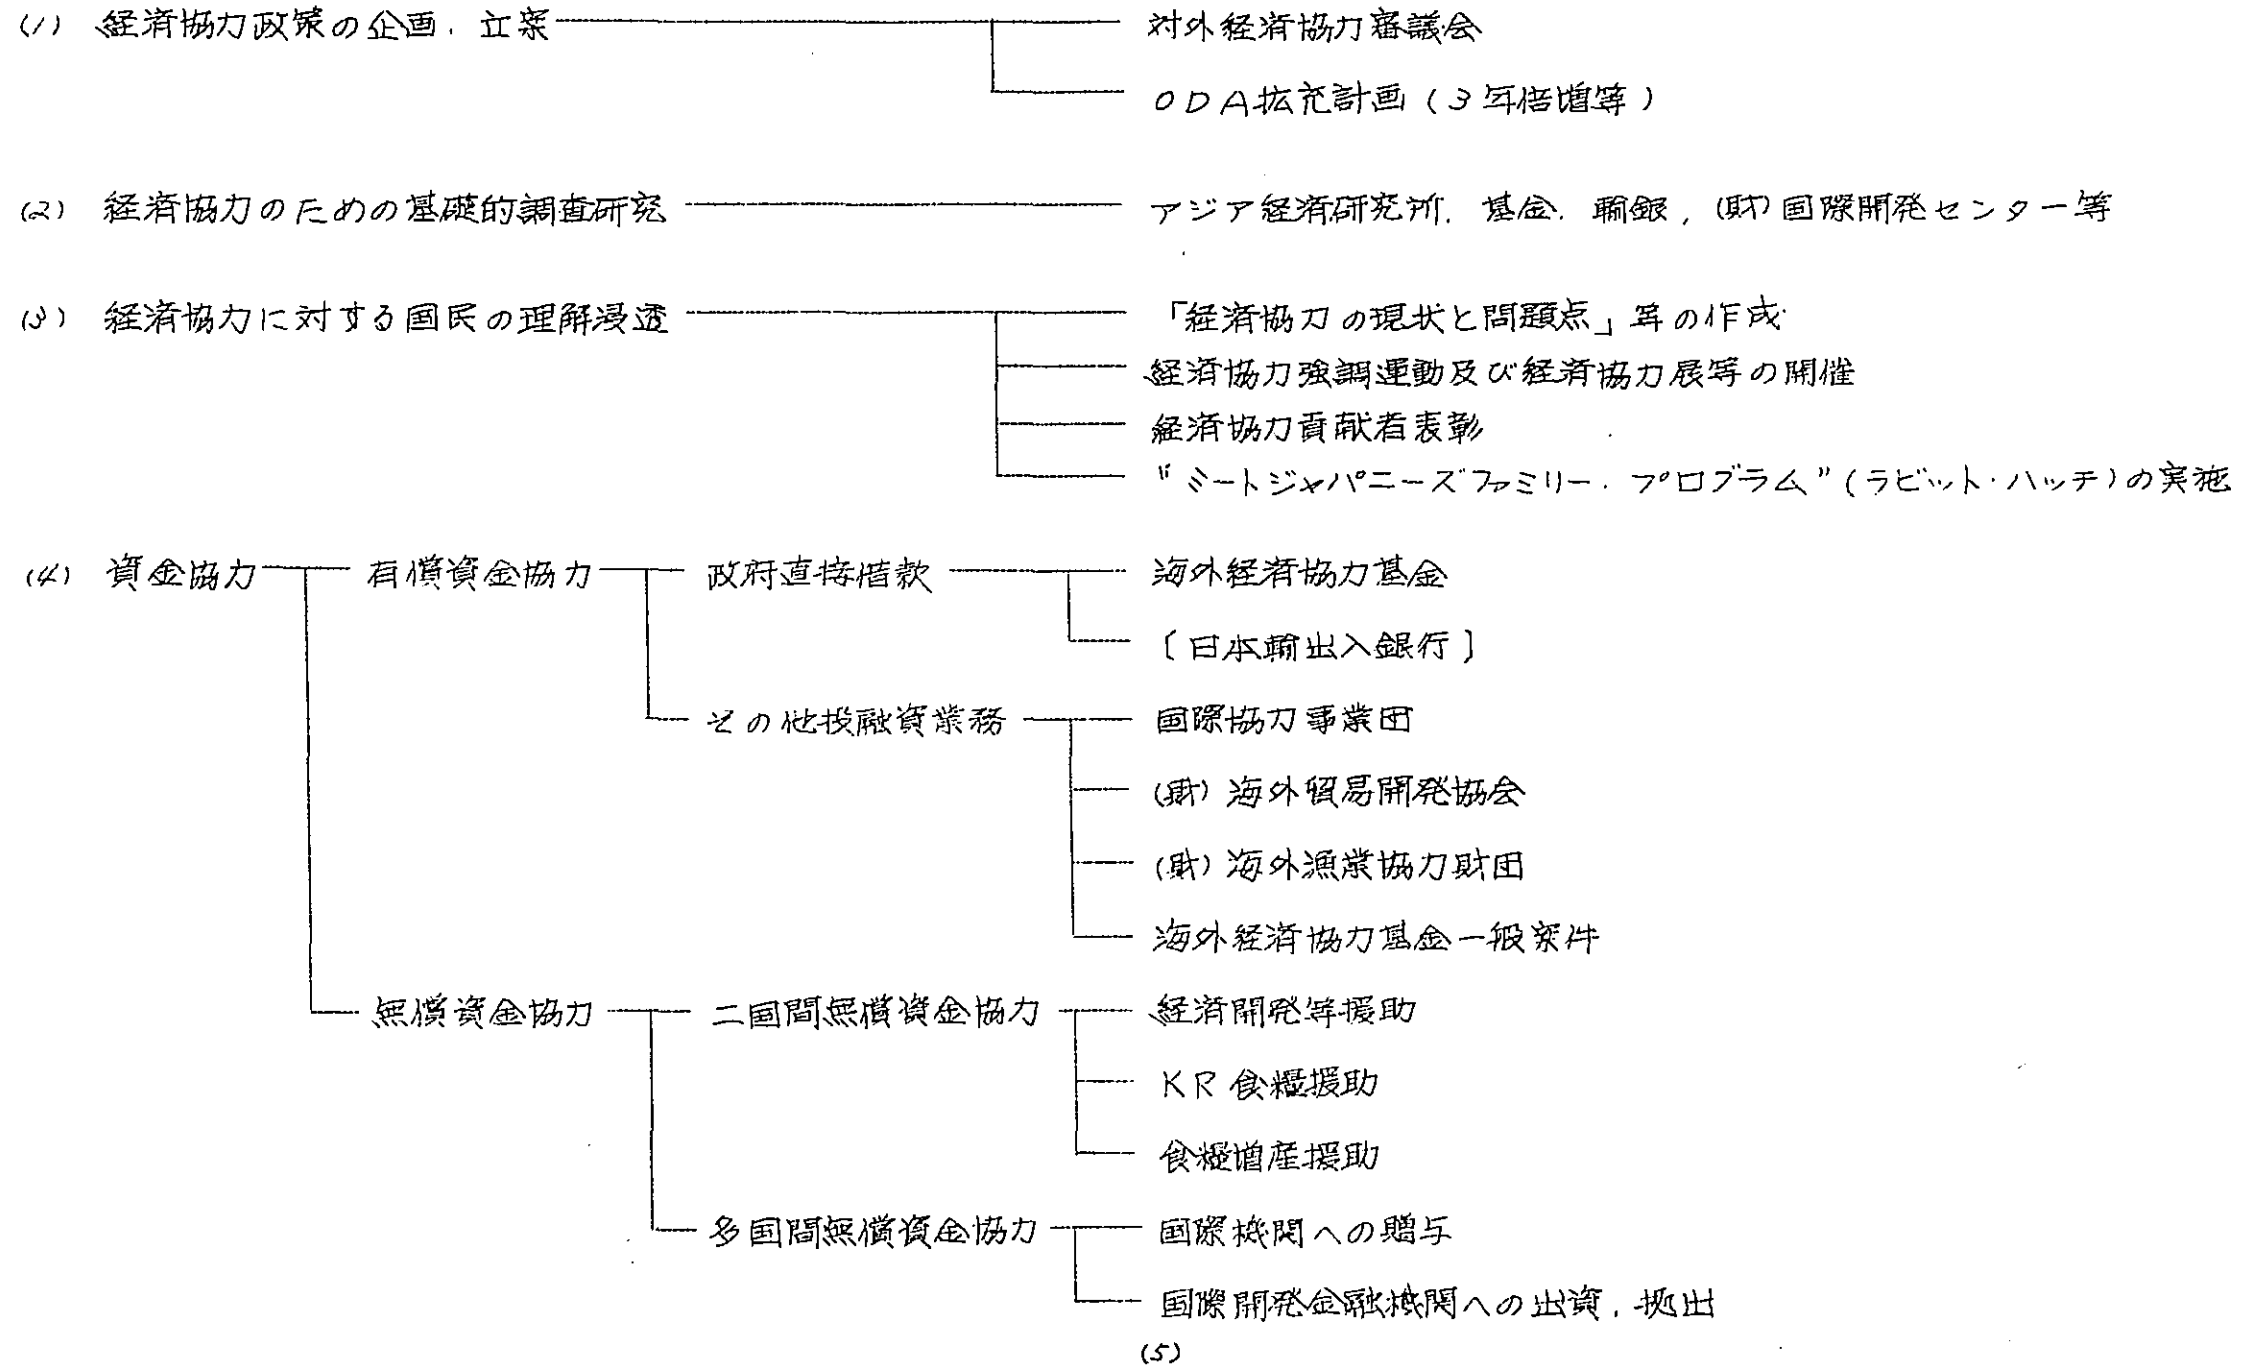 (1) 経済協力政策の企画、立案 対外経済協力審議会
ODA拡充計画(3年倍増等)
(2) 経済協力のための基礎的調査研究 アジア経済研究所、基金、輸銀、(財)国際開発センター等
(3) 経済協力に対する国民の理解浸透 「経済協力の現状と問題点」等の作成
経済協力強調運動及び経済協力展等の開催
経済協力貢献者表彰
"ミートジャパニーズファミリー・プログラム"(ラビット・ハッチ)の実施
(4) 資金協力 有償資金協力 政府直接借款 海外経済協力基金
〔日本輸出入銀行〕
その他投融資業務 国際協力事業団
(財)海外貿易開発協会
(財)海外漁業協力財団
海外経済協力基金一般案件
無償資金協力 二国間無償資金協力 経済開発等援助
KR食糧援助
食糧増産援助
多国間無償資金協力 国際機関への贈与
国際開発金融機関への出資、拠出
(5)